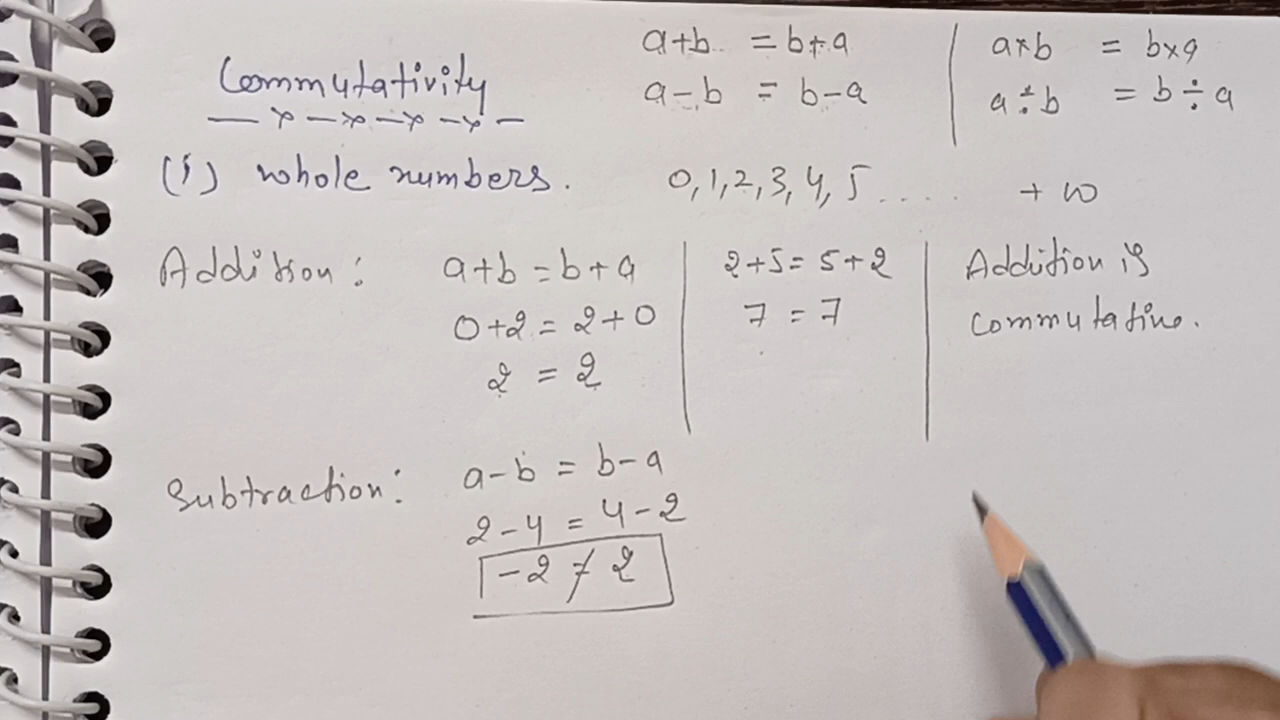 Commutativity
a+b = b+a
a-b = b-a
a×b = b×a
a÷b = b÷a
(i) whole numbers. 0,1,2,3,4,5..... +∞
Addition: a+b = b+a
0+2 = 2+0
2 = 2
2+5 = 5+2
7 = 7
Addition is
commutative.
Subtraction: a-b = b-a
2-4 = 4-2
-2 ≠ 2